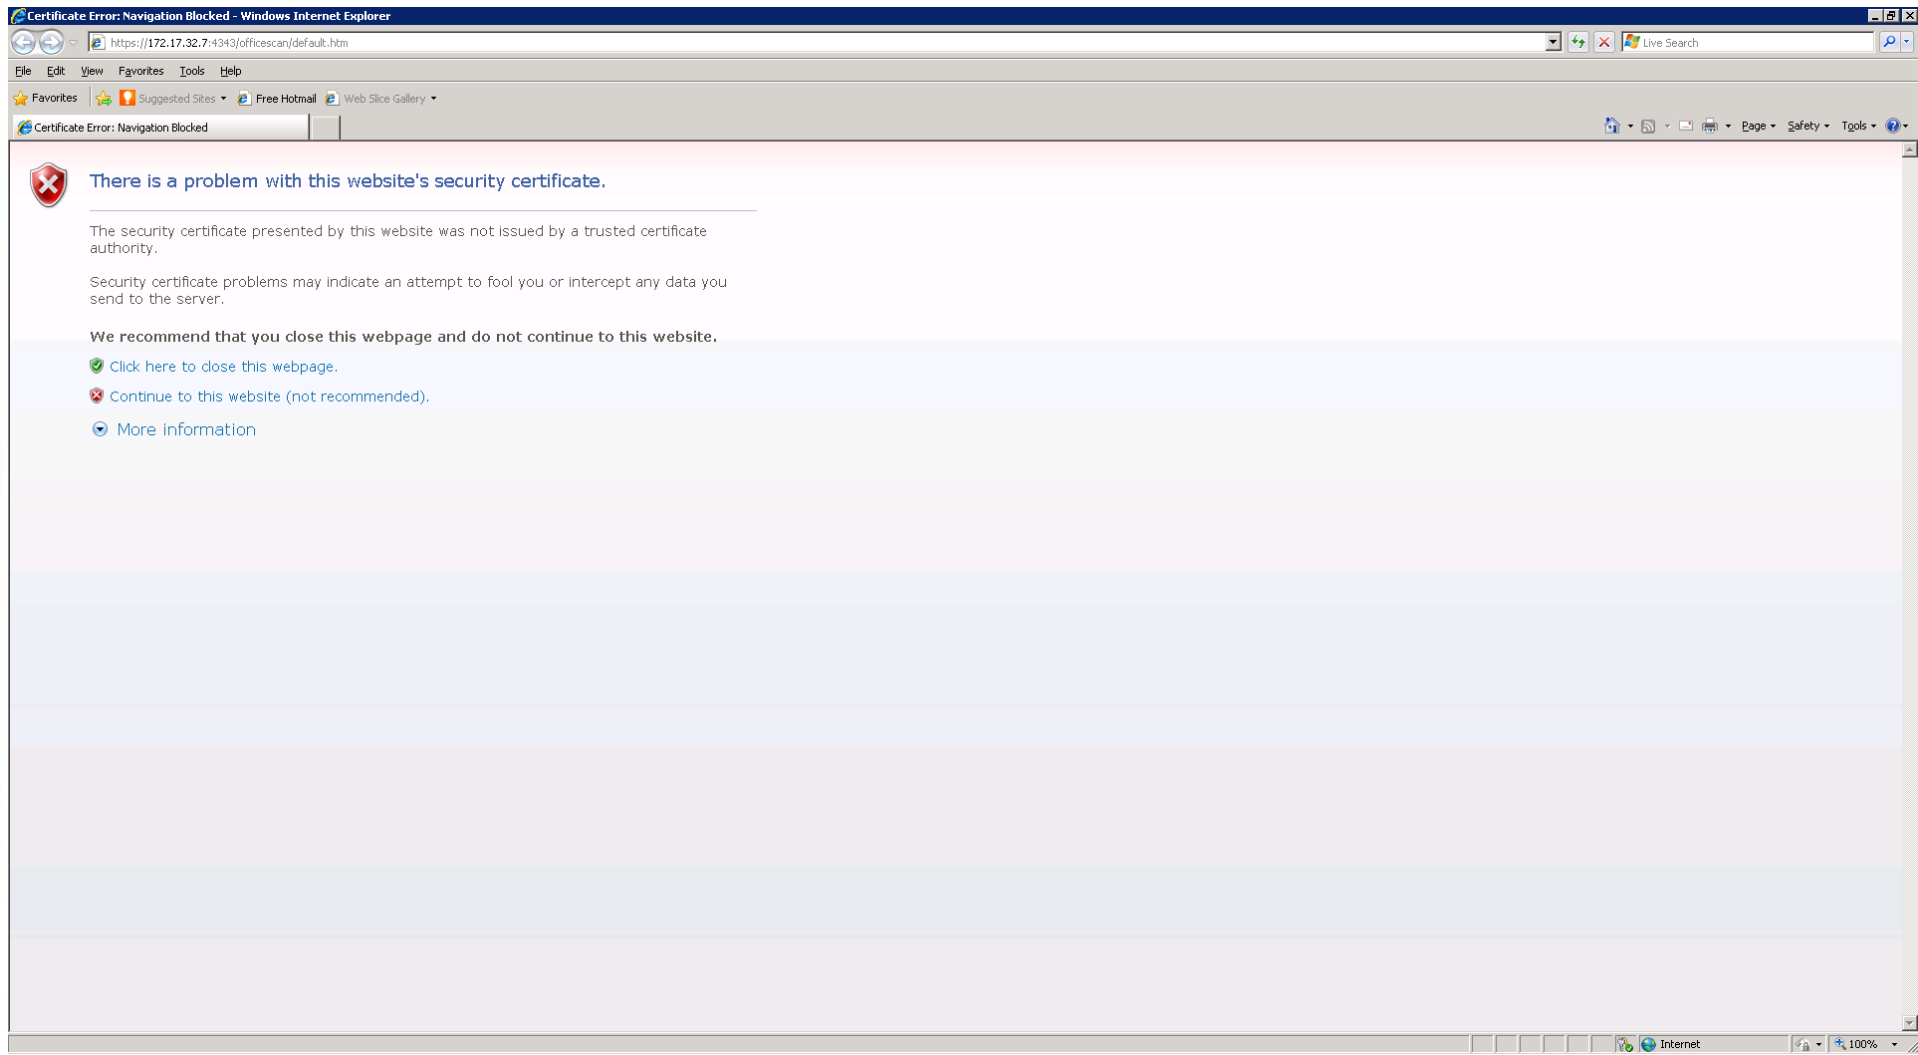 Certificate Error: Navigation Blocked - Windows Internet Explorer
https://172.17.32.7:4343/officescan/default.htm
Live Search
File Edit View Favorites Tools Help
Favorites Suggested Sites Free Hotmail Web Slice Gallery
Certificate Error: Navigation Blocked
Page Safety Tools
There is a problem with this website's security certificate.
The security certificate presented by this website was not issued by a trusted certificate
authority.
Security certificate problems may indicate an attempt to fool you or intercept any data you
send to the server.
We recommend that you close this webpage and do not continue to this website.
Click here to close this webpage.
Continue to this website (not recommended).
More information
Internet
100%